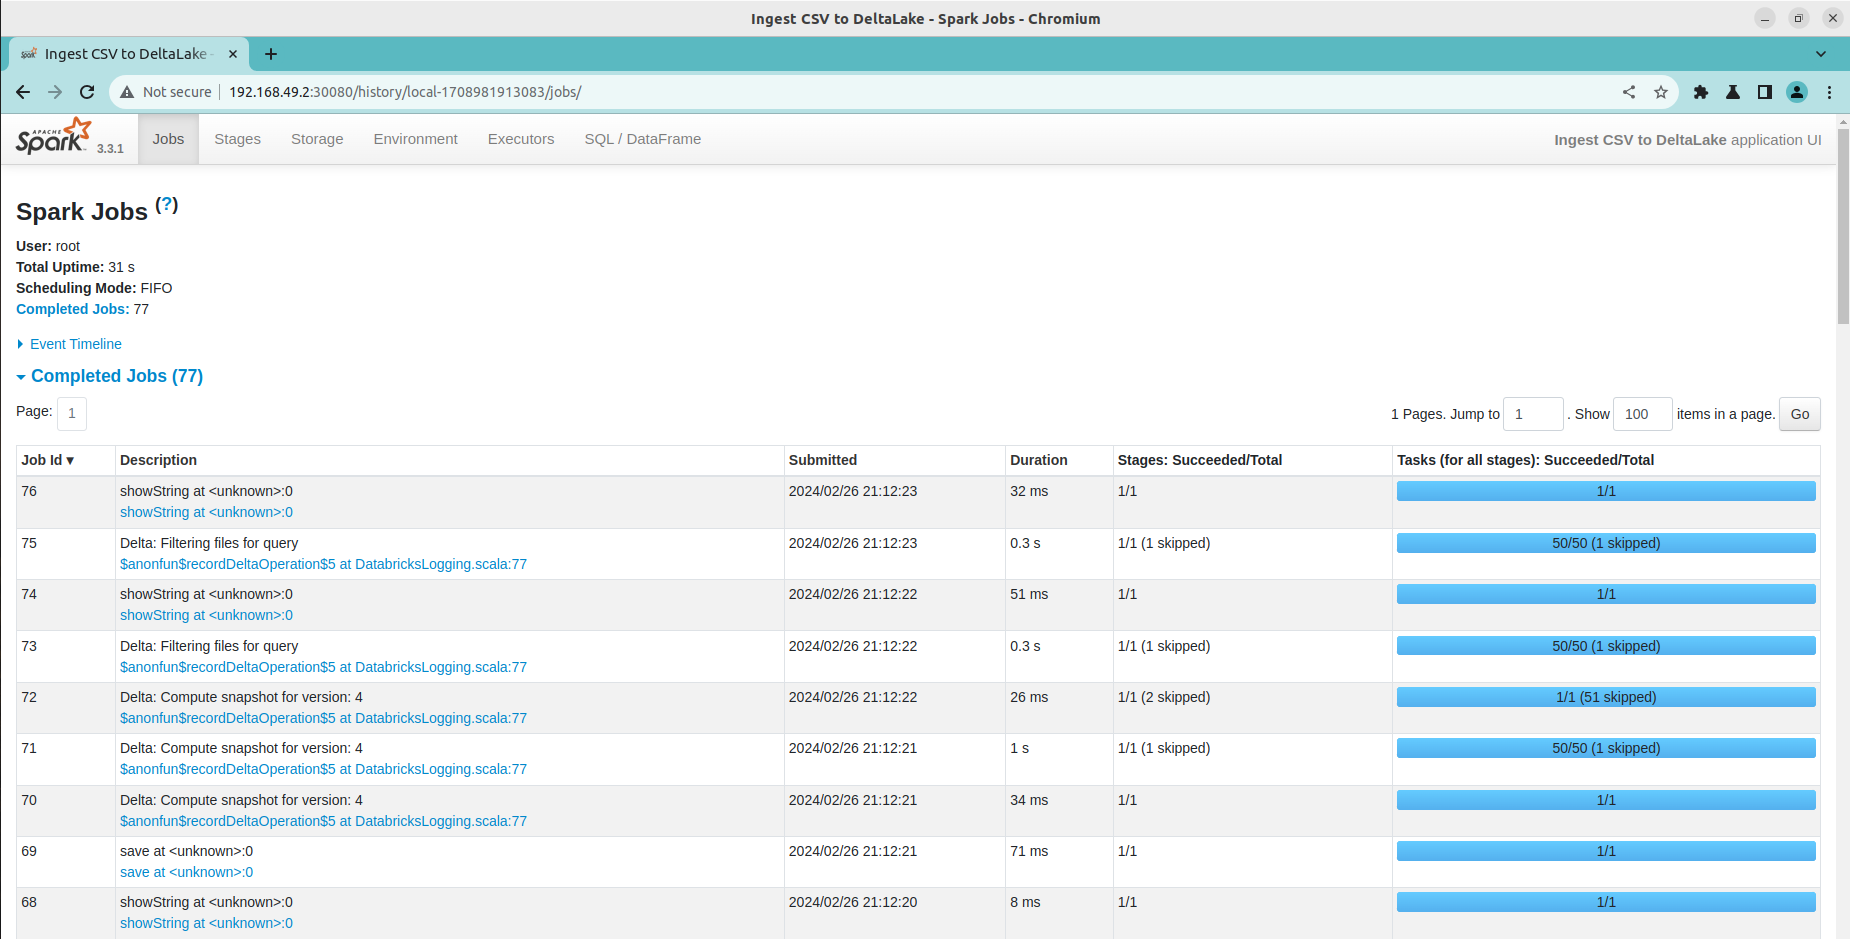 Ingest CSV to DeltaLake - Spark Jobs - Chromium
Ingest CSV to DeltaLake -
Not secure 192.168.49.2:30080/history/local-1708981913083/jobs/
APACHE Spark 3.3.1 Jobs Stages Storage Environment Executors SQL / DataFrame Ingest CSV to DeltaLake application UI
Spark Jobs (?)
User: root
Total Uptime: 31 s
Scheduling Mode: FIFO
Completed Jobs: 77
Event Timeline
Completed Jobs (77)
Page: 1 1 Pages. Jump to 1 . Show 100 items in a page. Go
Job Id ▾ Description Submitted Duration Stages: Succeeded/Total Tasks (for all stages): Succeeded/Total
76 showString at <unknown>:0 2024/02/26 21:12:23 32 ms 1/1 1/1
showString at <unknown>:0
75 Delta: Filtering files for query 2024/02/26 21:12:23 0.3 s 1/1 (1 skipped) 50/50 (1 skipped)
$anonfun$recordDeltaOperation$5 at DatabricksLogging.scala:77
74 showString at <unknown>:0 2024/02/26 21:12:22 51 ms 1/1 1/1
showString at <unknown>:0
73 Delta: Filtering files for query 2024/02/26 21:12:22 0.3 s 1/1 (1 skipped) 50/50 (1 skipped)
$anonfun$recordDeltaOperation$5 at DatabricksLogging.scala:77
72 Delta: Compute snapshot for version: 4 2024/02/26 21:12:22 26 ms 1/1 (2 skipped) 1/1 (51 skipped)
$anonfun$recordDeltaOperation$5 at DatabricksLogging.scala:77
71 Delta: Compute snapshot for version: 4 2024/02/26 21:12:21 1 s 1/1 (1 skipped) 50/50 (1 skipped)
$anonfun$recordDeltaOperation$5 at DatabricksLogging.scala:77
70 Delta: Compute snapshot for version: 4 2024/02/26 21:12:21 34 ms 1/1 1/1
$anonfun$recordDeltaOperation$5 at DatabricksLogging.scala:77
69 save at <unknown>:0 2024/02/26 21:12:21 71 ms 1/1 1/1
save at <unknown>:0
68 showString at <unknown>:0 2024/02/26 21:12:20 8 ms 1/1 1/1
showString at <unknown>:0